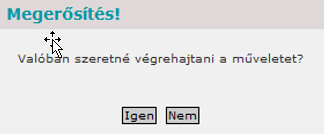 Megerősítés!
Valóban szeretné végrehajtani a műveletet?
Igen Nem